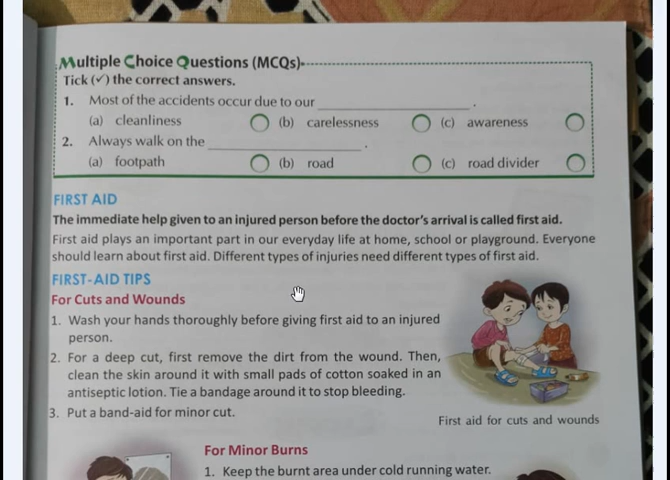 Multiple Choice Questions (MCQs)
Tick (✓) the correct answers.
1. Most of the accidents occur due to our ____________________ .
(a) cleanliness (b) carelessness (c) awareness
2. Always walk on the ____________________ .
(a) footpath (b) road (c) road divider
FIRST AID
The immediate help given to an injured person before the doctor's arrival is called first aid.
First aid plays an important part in our everyday life at home, school or playground. Everyone
should learn about first aid. Different types of injuries need different types of first aid.
FIRST-AID TIPS
For Cuts and Wounds
1. Wash your hands thoroughly before giving first aid to an injured
person.
2. For a deep cut, first remove the dirt from the wound. Then,
clean the skin around it with small pads of cotton soaked in an
antiseptic lotion. Tie a bandage around it to stop bleeding.
3. Put a band-aid for minor cut.
First aid for cuts and wounds
For Minor Burns
1. Keep the burnt area under cold running water.